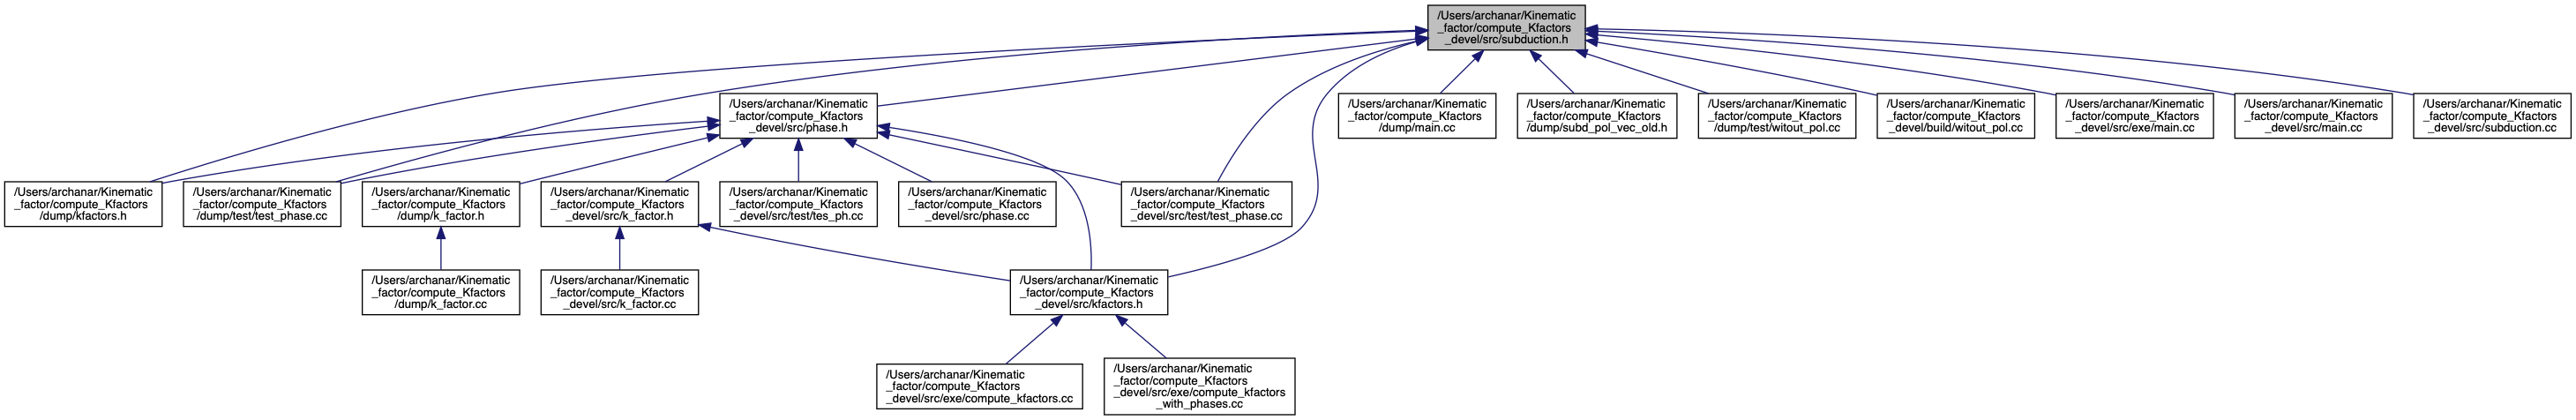 /Users/archanar/Kinematic
_factor/compute_Kfactors
_devel/src/subduction.h
/Users/archanar/Kinematic
_factor/compute_Kfactors
_devel/src/phase.h
/Users/archanar/Kinematic
_factor/compute_Kfactors
/dump/main.cc
/Users/archanar/Kinematic
_factor/compute_Kfactors
/dump/subd_pol_vec_old.h
/Users/archanar/Kinematic
_factor/compute_Kfactors
/dump/test/witout_pol.cc
/Users/archanar/Kinematic
_factor/compute_Kfactors
_devel/build/witout_pol.cc
/Users/archanar/Kinematic
_factor/compute_Kfactors
_devel/src/exe/main.cc
/Users/archanar/Kinematic
_factor/compute_Kfactors
_devel/src/main.cc
/Users/archanar/Kinematic
_factor/compute_Kfactors
_devel/src/subduction.cc
/Users/archanar/Kinematic
_factor/compute_Kfactors
/dump/kfactors.h
/Users/archanar/Kinematic
_factor/compute_Kfactors
/dump/test/test_phase.cc
/Users/archanar/Kinematic
_factor/compute_Kfactors
/dump/k_factor.h
/Users/archanar/Kinematic
_factor/compute_Kfactors
_devel/src/k_factor.h
/Users/archanar/Kinematic
_factor/compute_Kfactors
_devel/src/test/tes_ph.cc
/Users/archanar/Kinematic
_factor/compute_Kfactors
_devel/src/phase.cc
/Users/archanar/Kinematic
_factor/compute_Kfactors
_devel/src/test/test_phase.cc
/Users/archanar/Kinematic
_factor/compute_Kfactors
/dump/k_factor.cc
/Users/archanar/Kinematic
_factor/compute_Kfactors
_devel/src/k_factor.cc
/Users/archanar/Kinematic
_factor/compute_Kfactors
_devel/src/kfactors.h
/Users/archanar/Kinematic
_factor/compute_Kfactors
_devel/src/exe/compute_kfactors.cc
/Users/archanar/Kinematic
_factor/compute_Kfactors
_devel/src/exe/compute_kfactors
_with_phases.cc